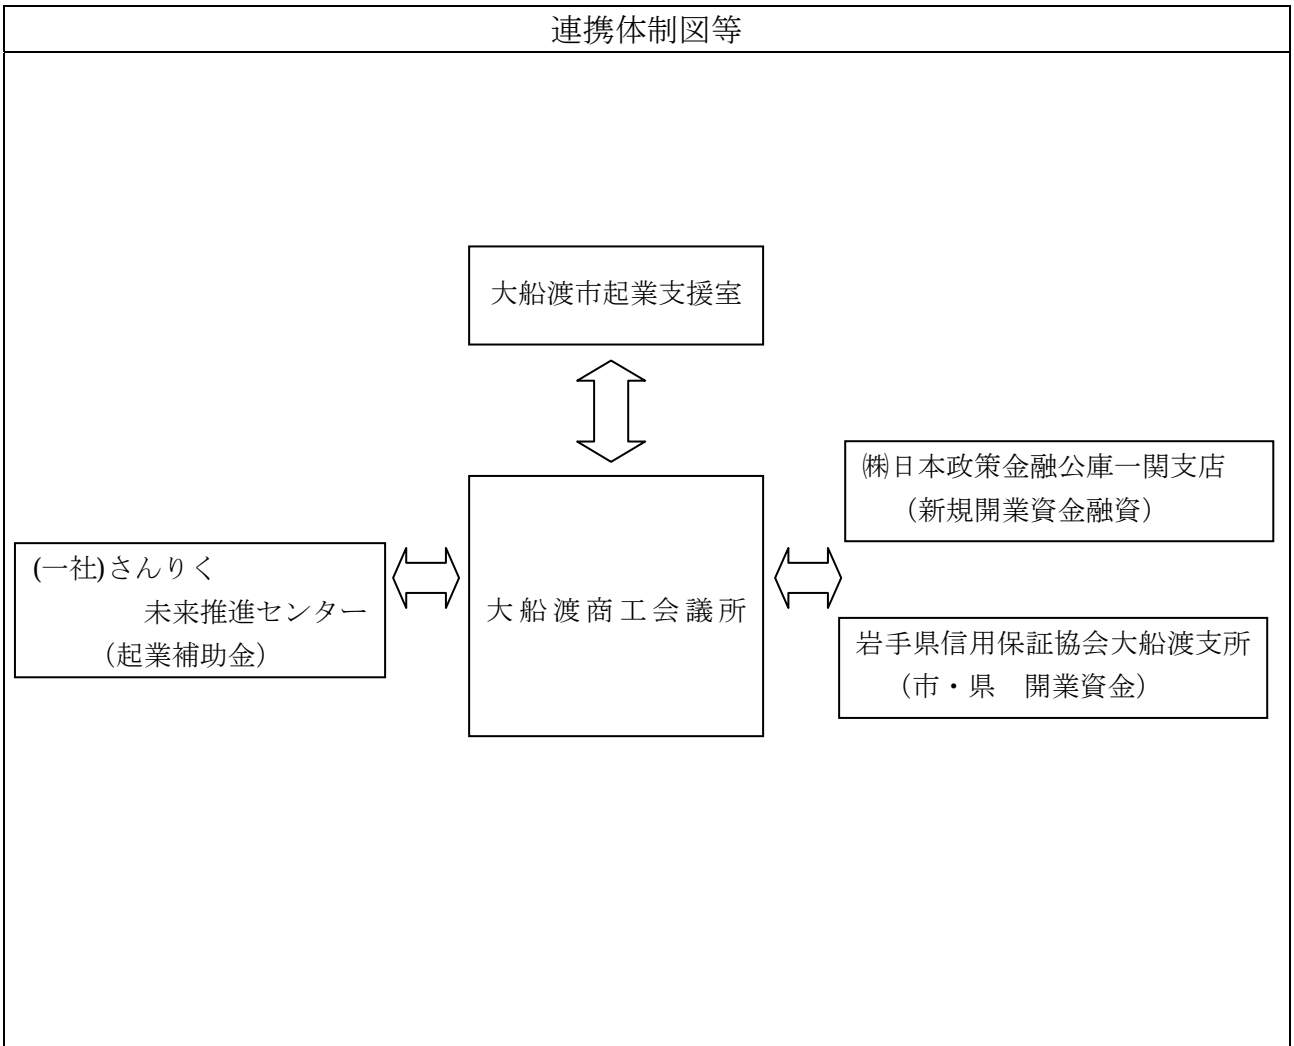 連携体制図等
大船渡市起業支援室
㈱日本政策金融公庫一関支店
（新規開業資金融資）
(一社)さんりく
未来推進センター
（起業補助金）
大船渡商工会議所
岩手県信用保証協会大船渡支所
（市・県　開業資金）